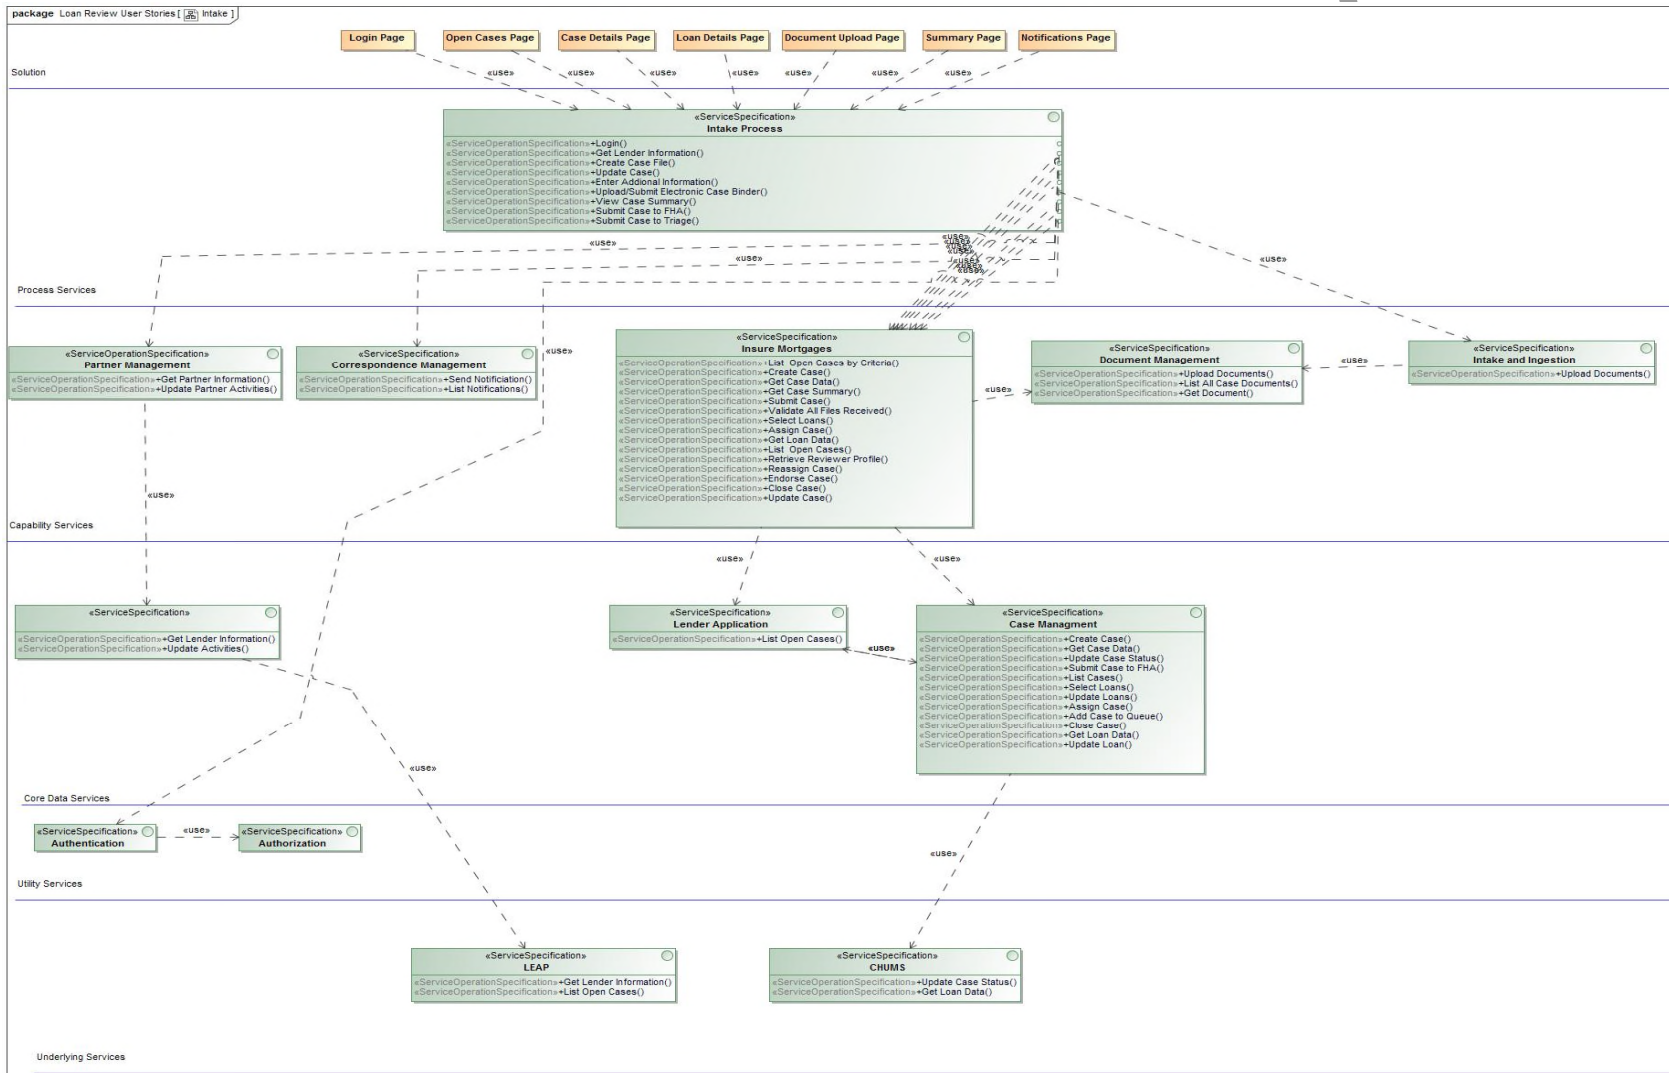 package Loan Review User Stories [ Intake ]
Login Page
Open Cases Page
Case Details Page
Loan Details Page
Document Upload Page
Summary Page
Notifications Page
«use»
«use»
«use»
«use»
«use»
«use»
«use»
Solution
«ServiceSpecification»
Intake Process
«ServiceOperationSpecification»+Login()
«ServiceOperationSpecification»+Get Lender Information()
«ServiceOperationSpecification»+Create Case File()
«ServiceOperationSpecification»+Update Case()
«ServiceOperationSpecification»+Enter Addional Information()
«ServiceOperationSpecification»+Upload/Submit Electronic Case Binder()
«ServiceOperationSpecification»+View Case Summary()
«ServiceOperationSpecification»+Submit Case to FHA()
«ServiceOperationSpecification»+Submit Case to Triage()
«use»
«use»
«use»
«use»
«use»
«use»
«use»
«use»
«use»
Process Services
«ServiceOperationSpecification»
Partner Management
«ServiceOperationSpecification»+Get Partner Information()
«ServiceOperationSpecification»+Update Partner Activities()
«ServiceSpecification»
Correspondence Management
«ServiceOperationSpecification»+Send Notificiation()
«ServiceOperationSpecification»+List Notifications()
«use»
«ServiceSpecification»
Insure Mortgages
«ServiceOperationSpecification»+List Open Cases by Criteria()
«ServiceOperationSpecification»+Create Case()
«ServiceOperationSpecification»+Get Case Data()
«ServiceOperationSpecification»+Get Case Summary()
«ServiceOperationSpecification»+Submit Case()
«ServiceOperationSpecification»+Validate All Files Received()
«ServiceOperationSpecification»+Select Loans()
«ServiceOperationSpecification»+Assign Case()
«ServiceOperationSpecification»+Get Loan Data()
«ServiceOperationSpecification»+List Open Cases()
«ServiceOperationSpecification»+Retrieve Reviewer Profile()
«ServiceOperationSpecification»+Reassign Case()
«ServiceOperationSpecification»+Endorse Case()
«ServiceOperationSpecification»+Close Case()
«ServiceOperationSpecification»+Update Case()
«use»
«ServiceSpecification»
Document Management
«ServiceOperationSpecification»+Upload Documents()
«ServiceOperationSpecification»+List All Case Documents()
«ServiceOperationSpecification»+Get Document()
«use»
«ServiceSpecification»
Intake and Ingestion
«ServiceOperationSpecification»+Upload Documents()
«use»
Capability Services
«use»
«use»
«ServiceSpecification»
«ServiceOperationSpecification»+Get Lender Information()
«ServiceOperationSpecification»+Update Activities()
«ServiceSpecification»
Lender Application
«ServiceOperationSpecification»+List Open Cases()
«use»
«ServiceSpecification»
Case Managment
«ServiceOperationSpecification»+Create Case()
«ServiceOperationSpecification»+Get Case Data()
«ServiceOperationSpecification»+Update Case Status()
«ServiceOperationSpecification»+Submit Case to FHA()
«ServiceOperationSpecification»+List Cases()
«ServiceOperationSpecification»+Select Loans()
«ServiceOperationSpecification»+Update Loans()
«ServiceOperationSpecification»+Assign Case()
«ServiceOperationSpecification»+Add Case to Queue()
«ServiceOperationSpecification»+Close Case()
«ServiceOperationSpecification»+Get Loan Data()
«ServiceOperationSpecification»+Update Loan()
«use»
Core Data Services
«ServiceSpecification»
Authentication
«use»
«ServiceSpecification»
Authorization
«use»
Utility Services
«ServiceSpecification»
LEAP
«ServiceOperationSpecification»+Get Lender Information()
«ServiceOperationSpecification»+List Open Cases()
«ServiceSpecification»
CHUMS
«ServiceOperationSpecification»+Update Case Status()
«ServiceOperationSpecification»+Get Loan Data()
Underlying Services